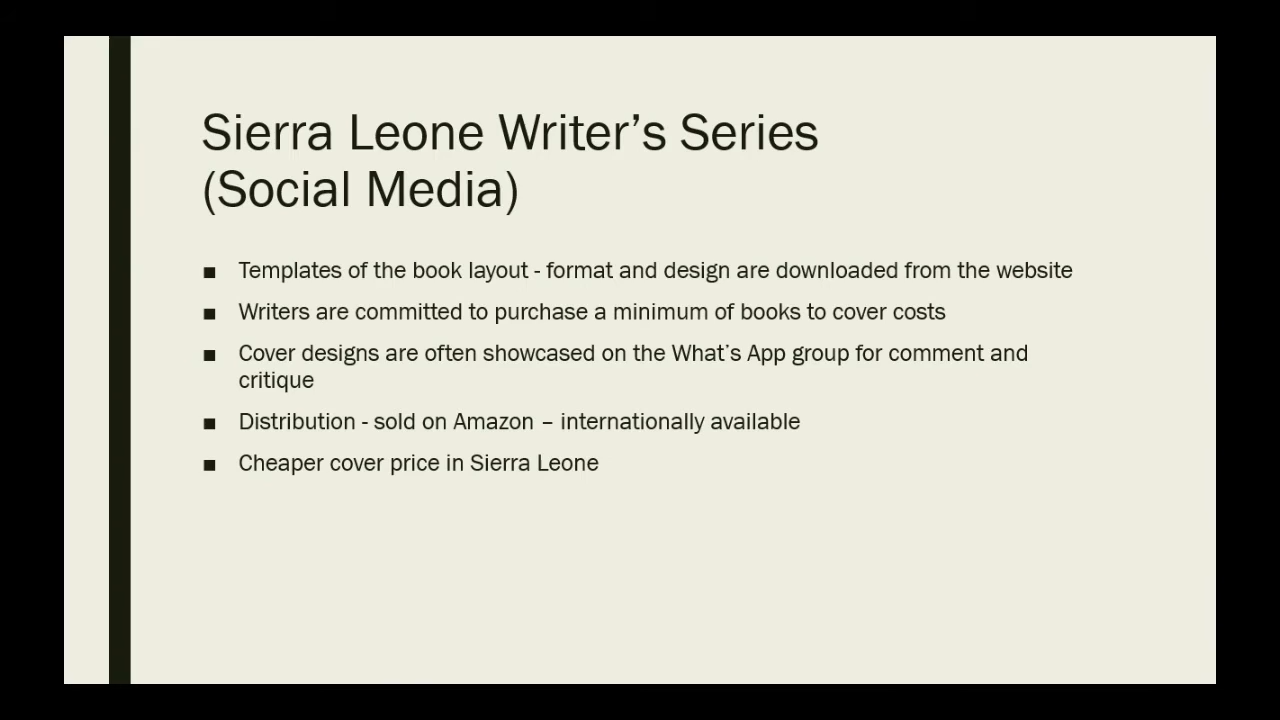 Sierra Leone Writer’s Series
(Social Media)
■ Templates of the book layout - format and design are downloaded from the website
■ Writers are committed to purchase a minimum of books to cover costs
■ Cover designs are often showcased on the What’s App group for comment and
critique
■ Distribution - sold on Amazon – internationally available
■ Cheaper cover price in Sierra Leone